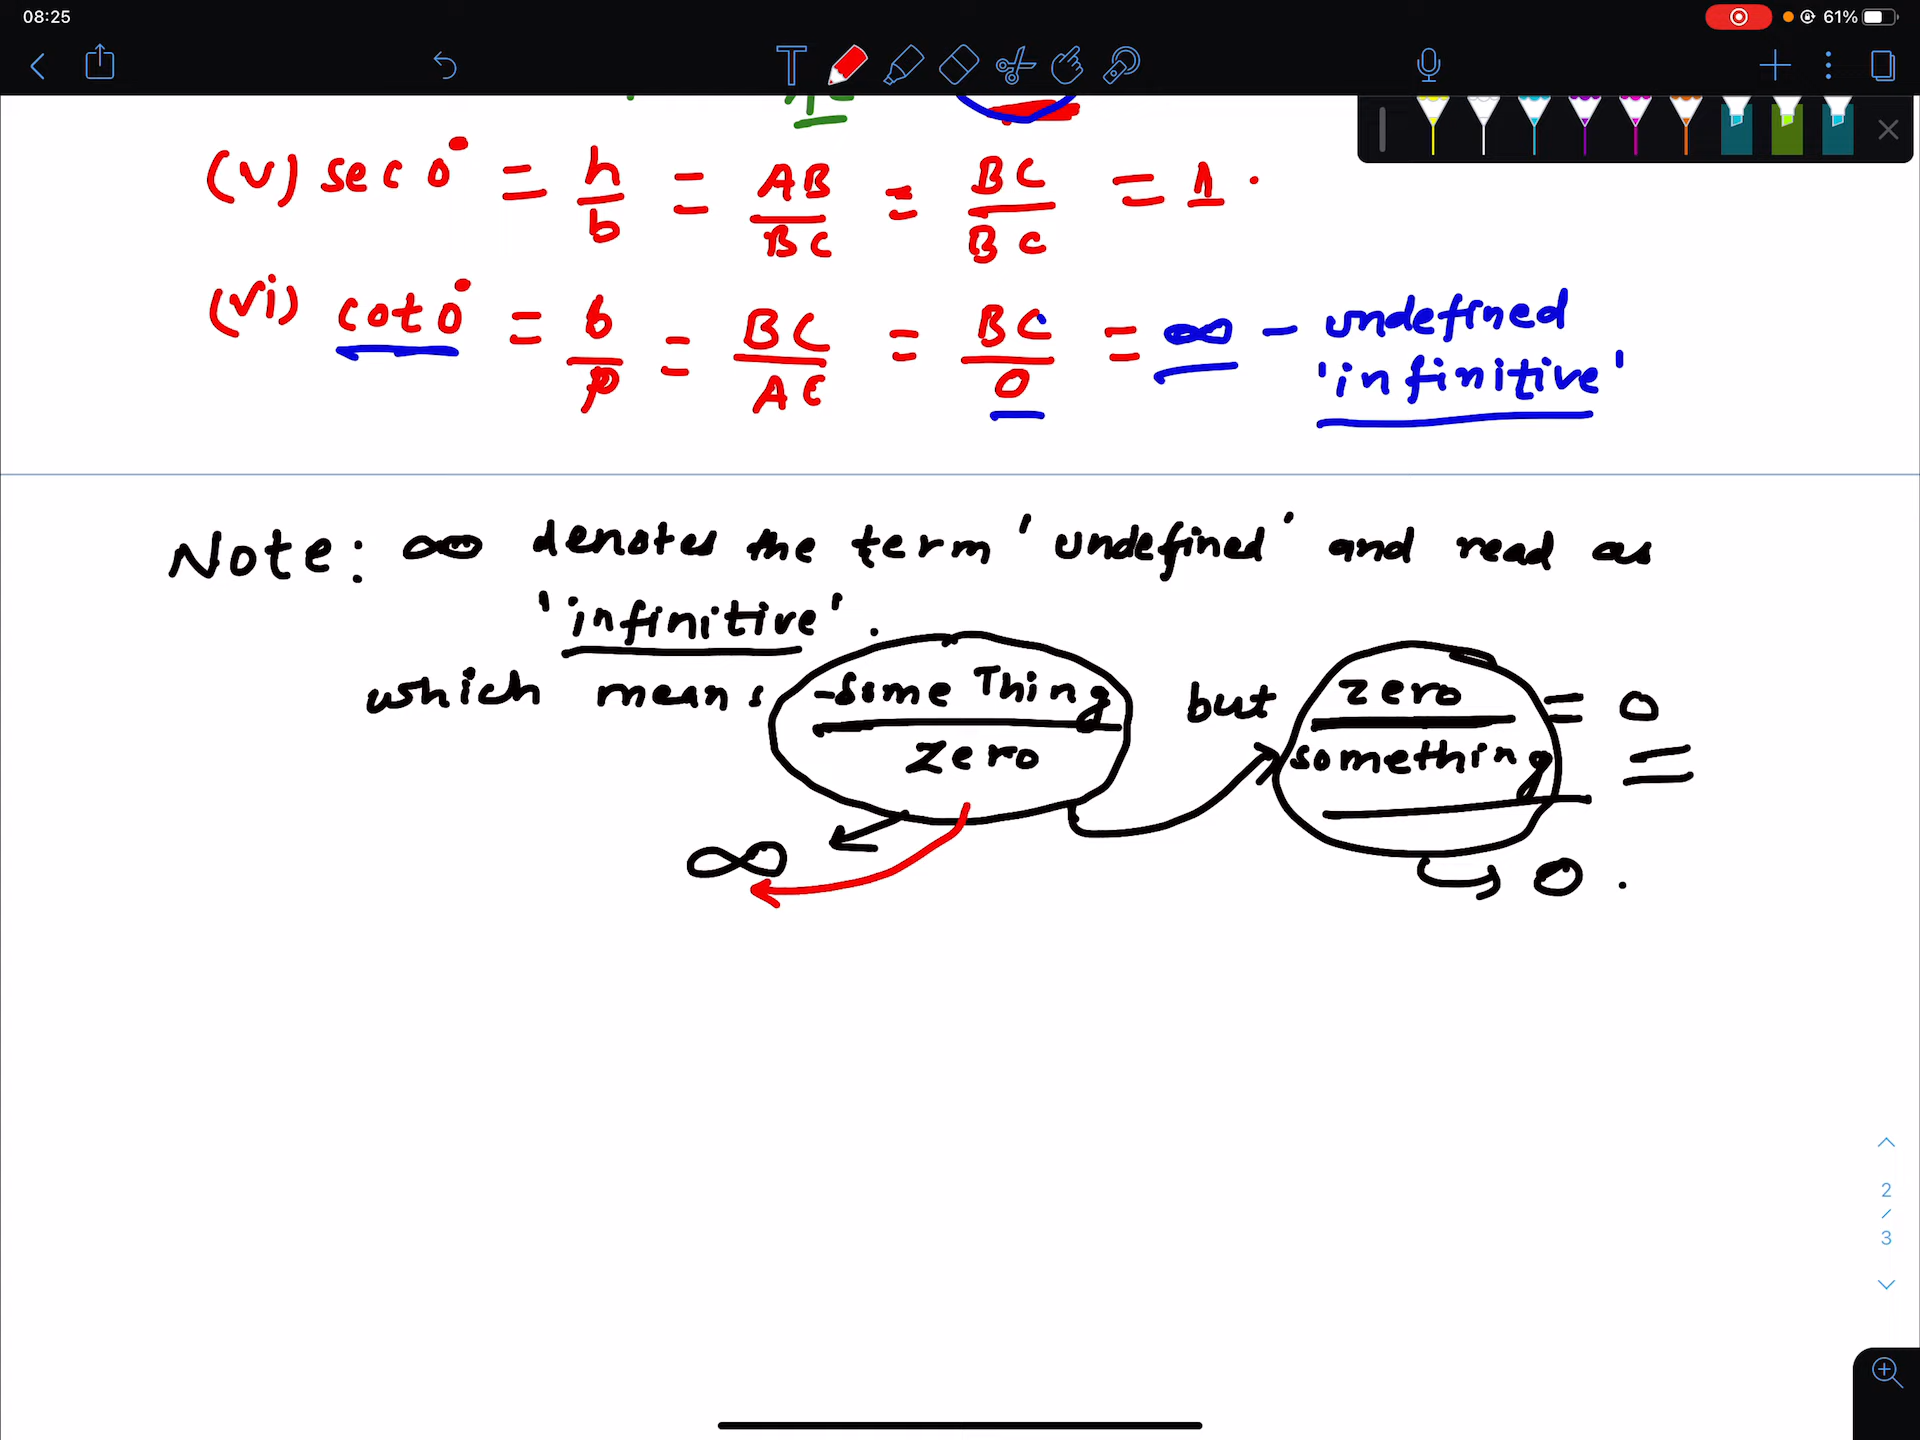 08:25
61%
(v) sec 0° = h/b = AB/BC = BC/BC = 1.
(vi) cot 0° = b/p = BC/AC = BC/0 = ∞ - undefined
'infinitive'
Note: ∞ denotes the term 'undefined' and read as
'infinitive'.
which means something/zero but zero/something = 0
∞
0.
2
/
3